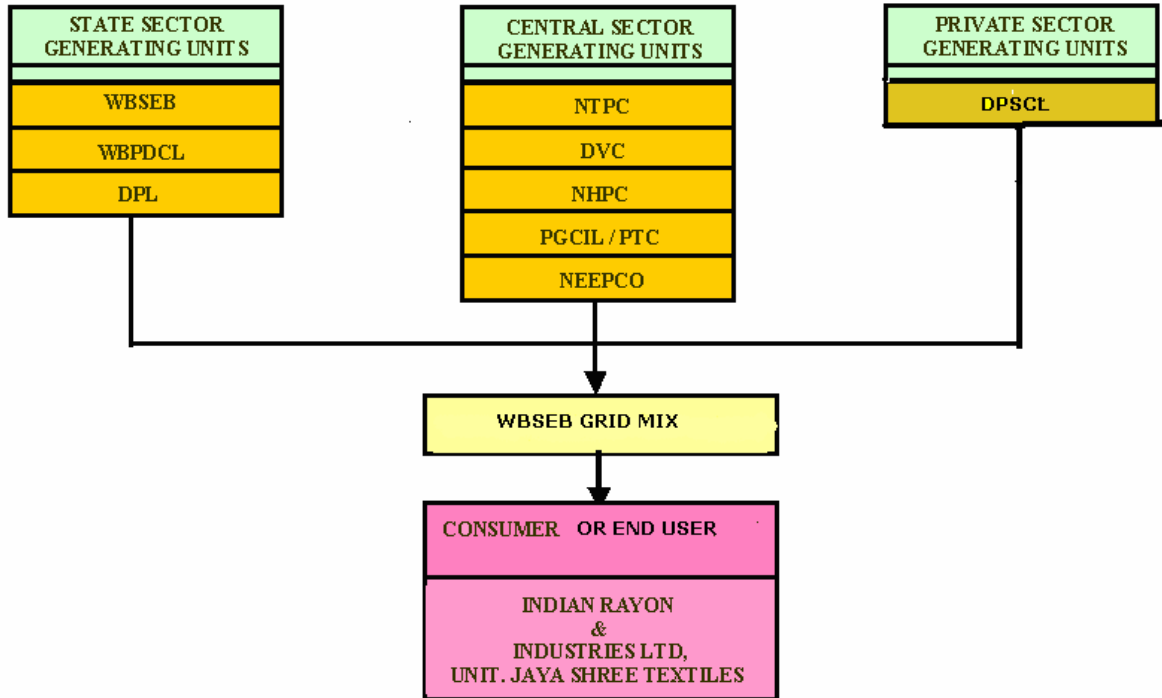 STATE SECTOR
GENERATING UNITS
WBSEB
WBPDCL
DPL
CENTRAL SECTOR
GENERATING UNITS
NTPC
DVC
NHPC
PGCIL / PTC
NEEPCO
PRIVATE SECTOR
GENERATING UNITS
DPSCL
WBSEB GRID MIX
CONSUMER OR END USER
INDIAN RAYON
&
INDUSTRIES LTD,
UNIT. JAYA SHREE TEXTILES